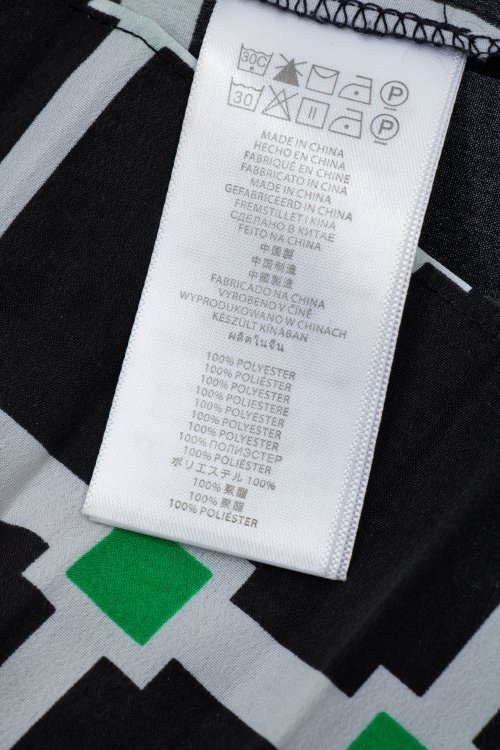 30C P
30 P
MADE IN CHINA
HECHO EN CHINA
FABRIQUÉ EN CHINE
FABBRICATO IN CINA
MADE IN CHINA
GEFABRICEERD IN CHINA
FREMSTILLET I KINA
СДЕЛАНО В КИТАЕ
FEITO NA CHINA
中国製
中国制造
中國製造
FABRICADO NA CHINA
VYROBENO V ČÍNĚ
WYPRODUKOWANO W CHINACH
KÉSZÜLT KÍNÁBAN
ผลิตในจีน
100% POLYESTER
100% POLIÉSTER
100% POLYESTER
100% POLIESTERE
100% POLYESTER
100% POLYESTER
100% POLYESTER
100% ПОЛИЭСТЕР
100% POLIÉSTER
ポリエステル 100%
100% 聚酯
100% 聚酯
100% POLIÉSTER